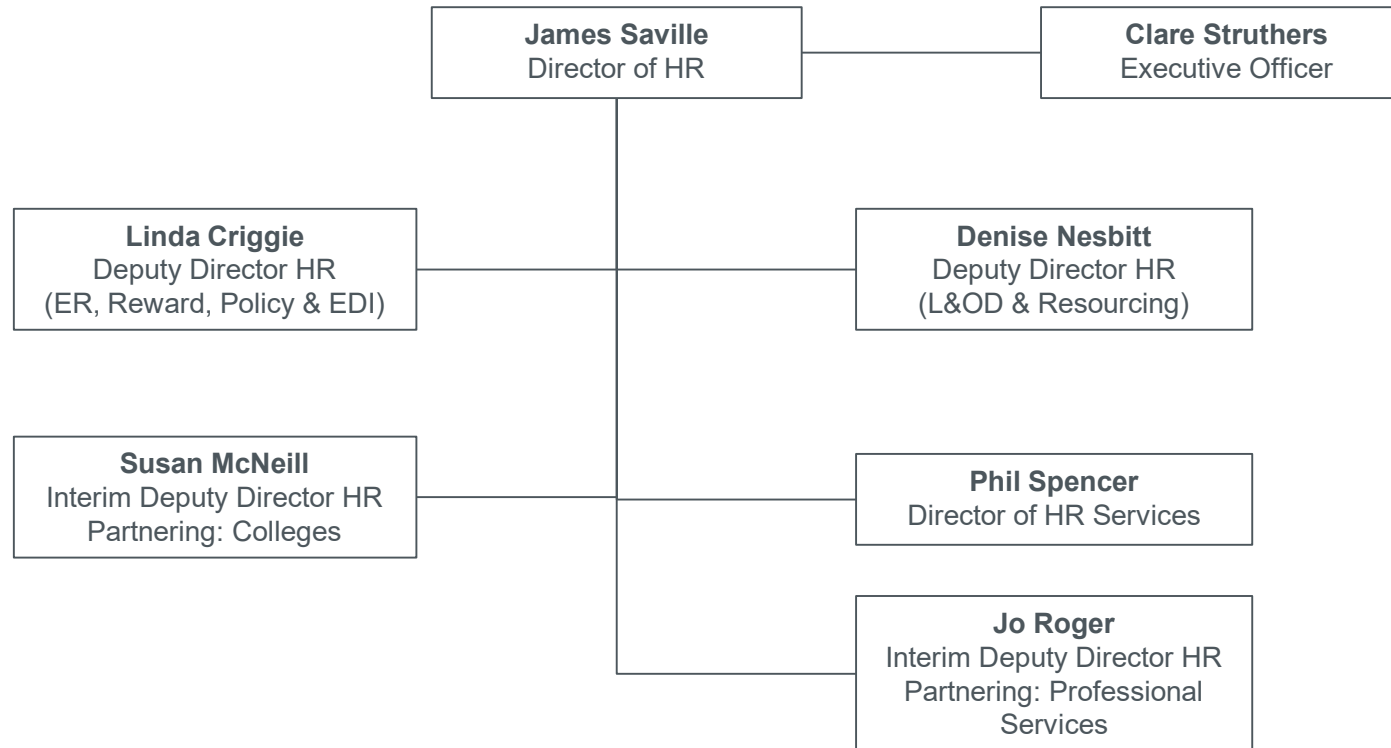 James Saville
Director of HR
Clare Struthers
Executive Officer
Linda Criggie
Deputy Director HR
(ER, Reward, Policy & EDI)
Denise Nesbitt
Deputy Director HR
(L&OD & Resourcing)
Susan McNeill
Interim Deputy Director HR
Partnering: Colleges
Phil Spencer
Director of HR Services
Jo Roger
Interim Deputy Director HR
Partnering: Professional
Services